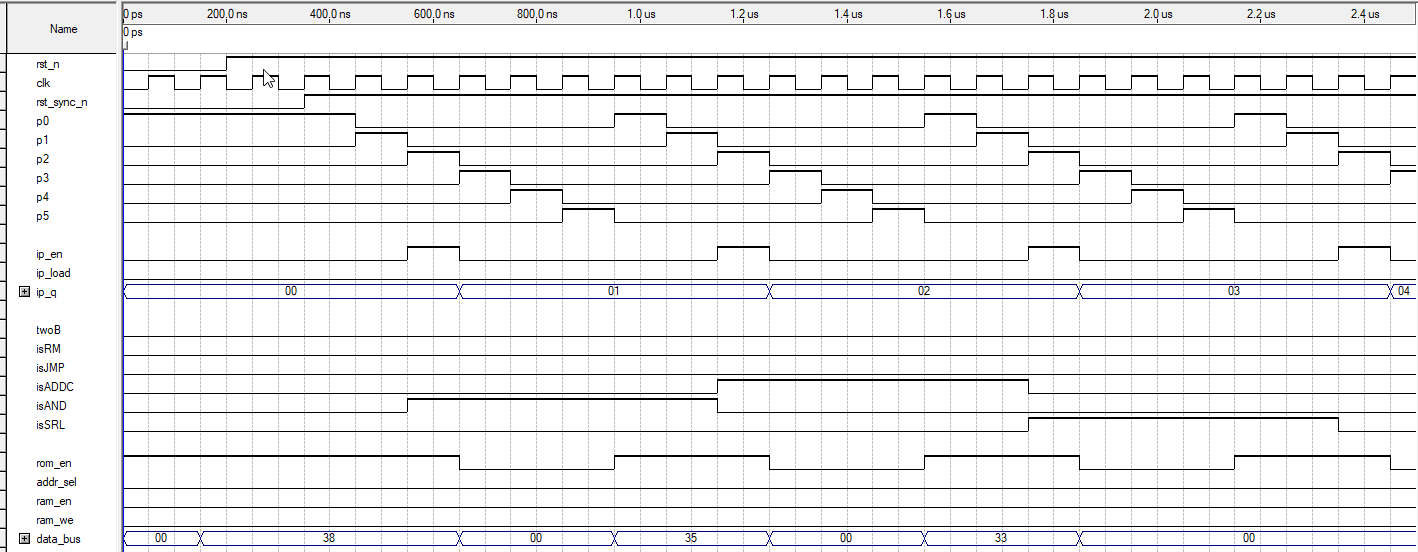 Name
0 ps 200.0 ns 400.0 ns 600.0 ns 800.0 ns 1.0 us 1.2 us 1.4 us 1.6 us 1.8 us 2.0 us 2.2 us 2.4 us
0 ps
rst_n
clk
rst_sync_n
p0
p1
p2
p3
p4
p5
ip_en
ip_load
ip_q 00 01 02 03 04
twoB
isRM
isJMP
isADDC
isAND
isSRL
rom_en
addr_sel
ram_en
ram_we
data_bus 00 38 00 35 00 33 00